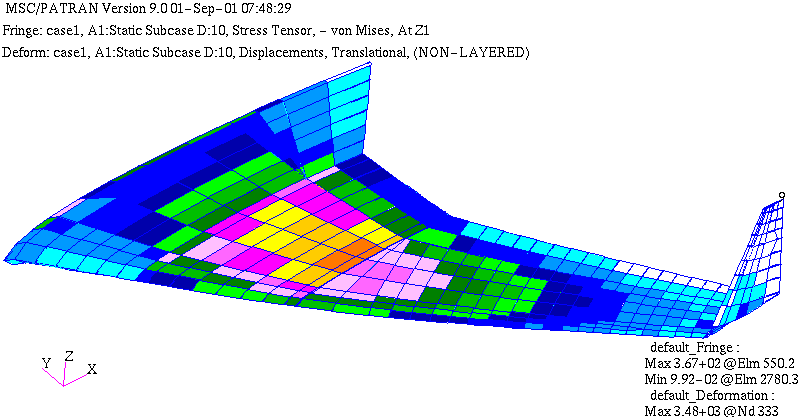 MSC/PATRAN Version 9.0 01-Sep-01 07:48:29
Fringe: case1, A1:Static Subcase D:10, Stress Tensor, - von Mises, At Z1
Deform: case1, A1:Static Subcase D:10, Displacements, Translational, (NON-LAYERED)
Y Z X
default_Fringe :
Max 3.67+02 @Elm 550.2
Min 9.92-02 @Elm 2780.3
default_Deformation :
Max 3.48+03 @Nd 333